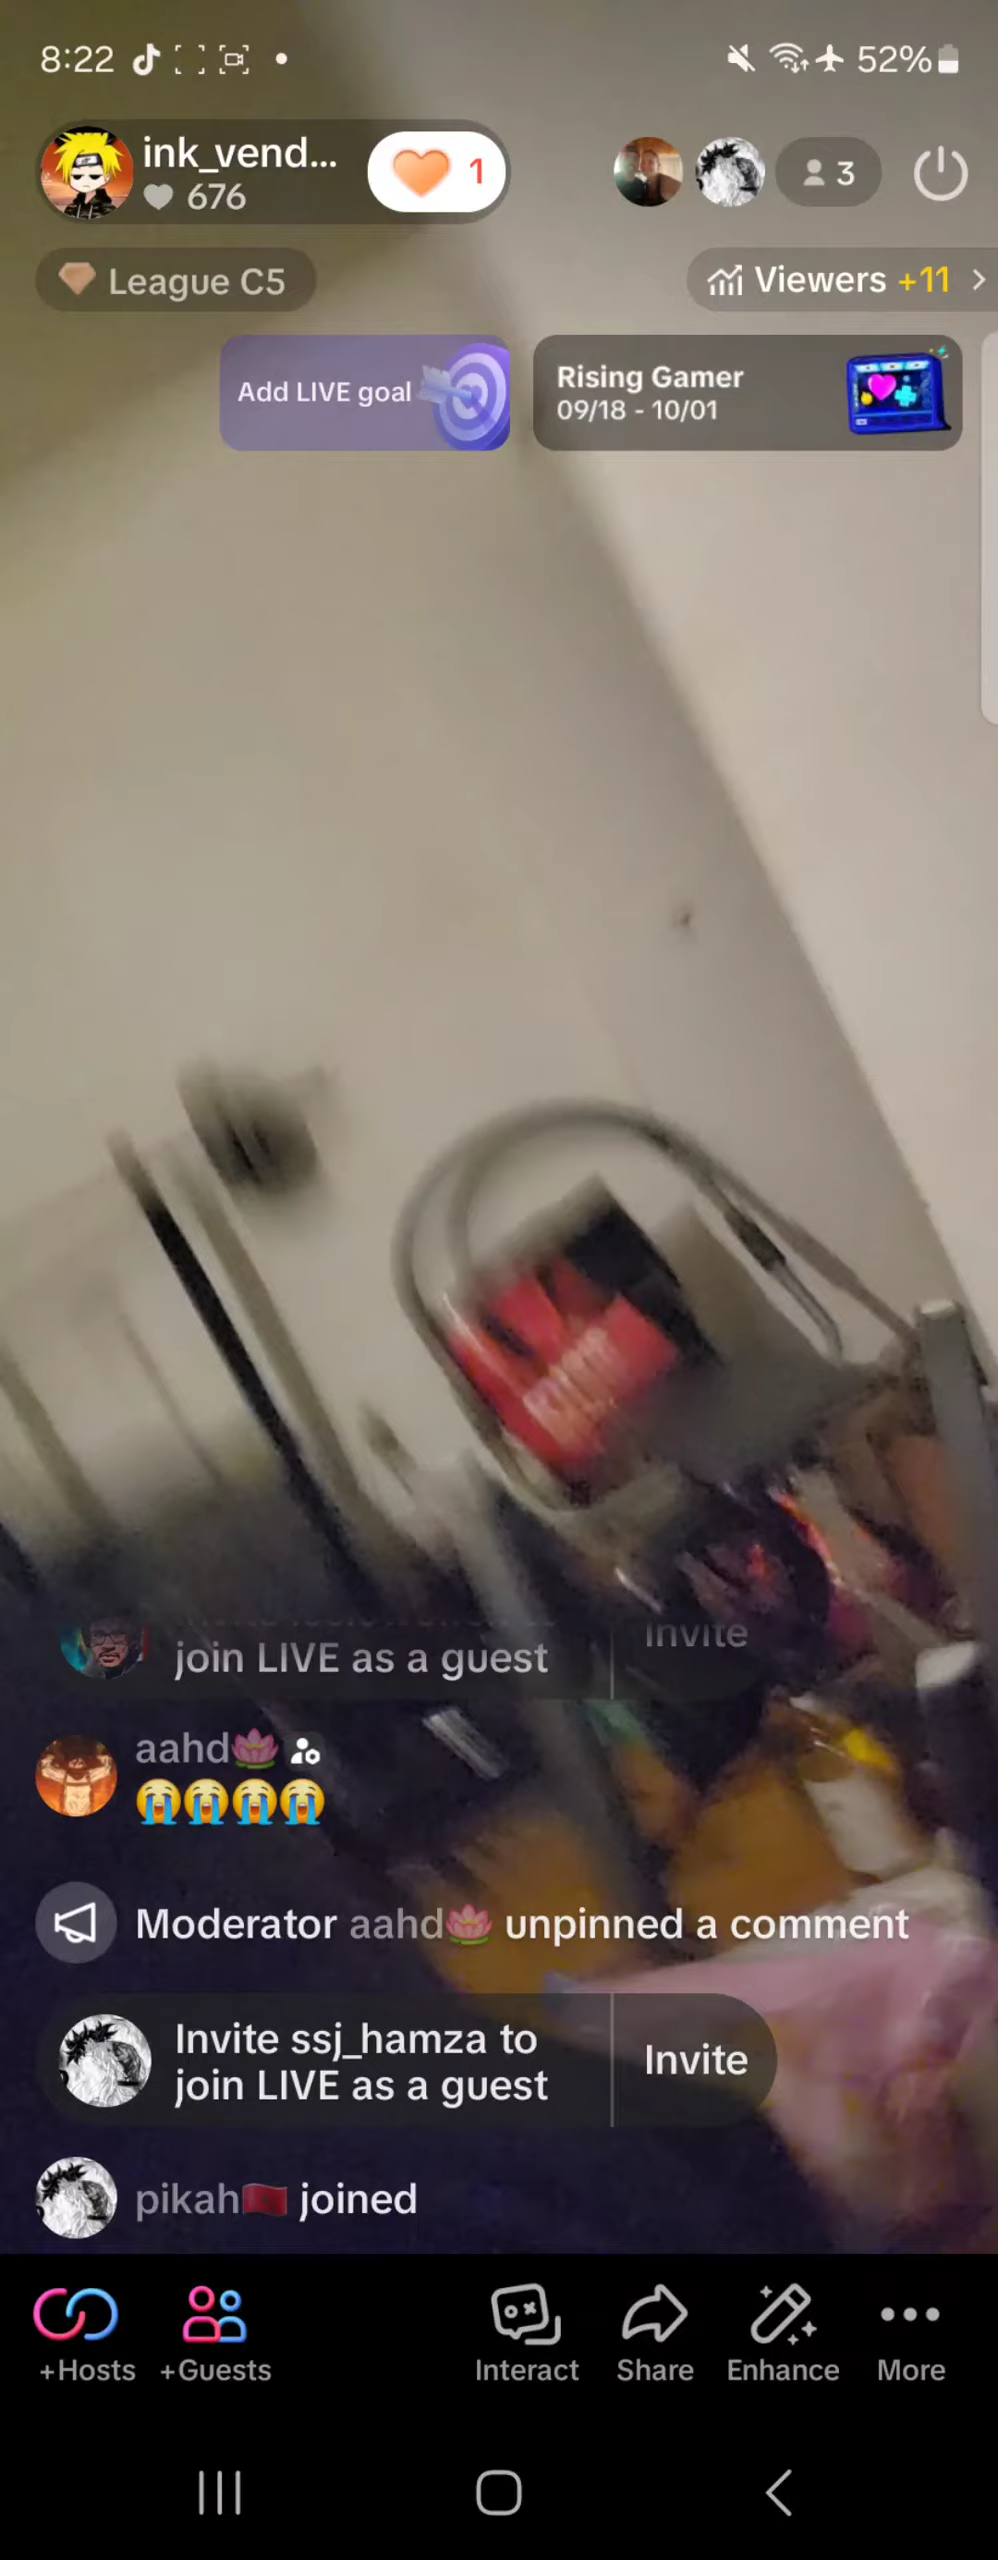 8:22
52%
ink_vend...
676
1
3
League C5
Viewers +11
Add LIVE goal
Rising Gamer
09/18 - 10/01
join LIVE as a guest
Invite
aahd🪷
😭😭😭😭
Moderator aahd🪷 unpinned a comment
Invite ssj_hamza to
join LIVE as a guest
Invite
pikah🇲🇦 joined
+Hosts
+Guests
Interact
Share
Enhance
More